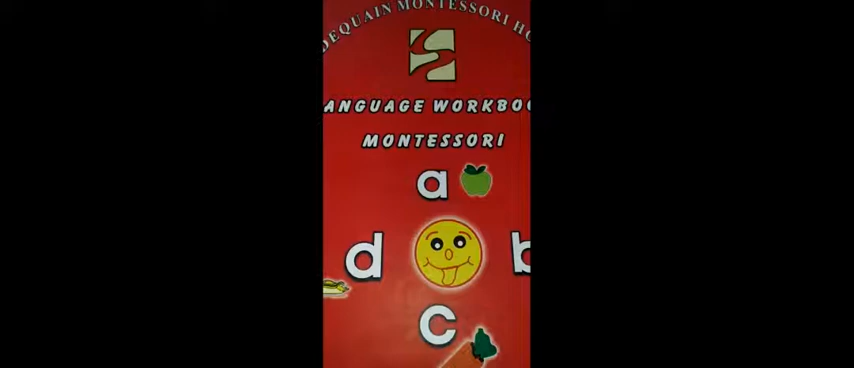 DEQUAIN MONTESSORI HO
ANGUAGE WORKBOO
MONTESSORI
a
d b
c